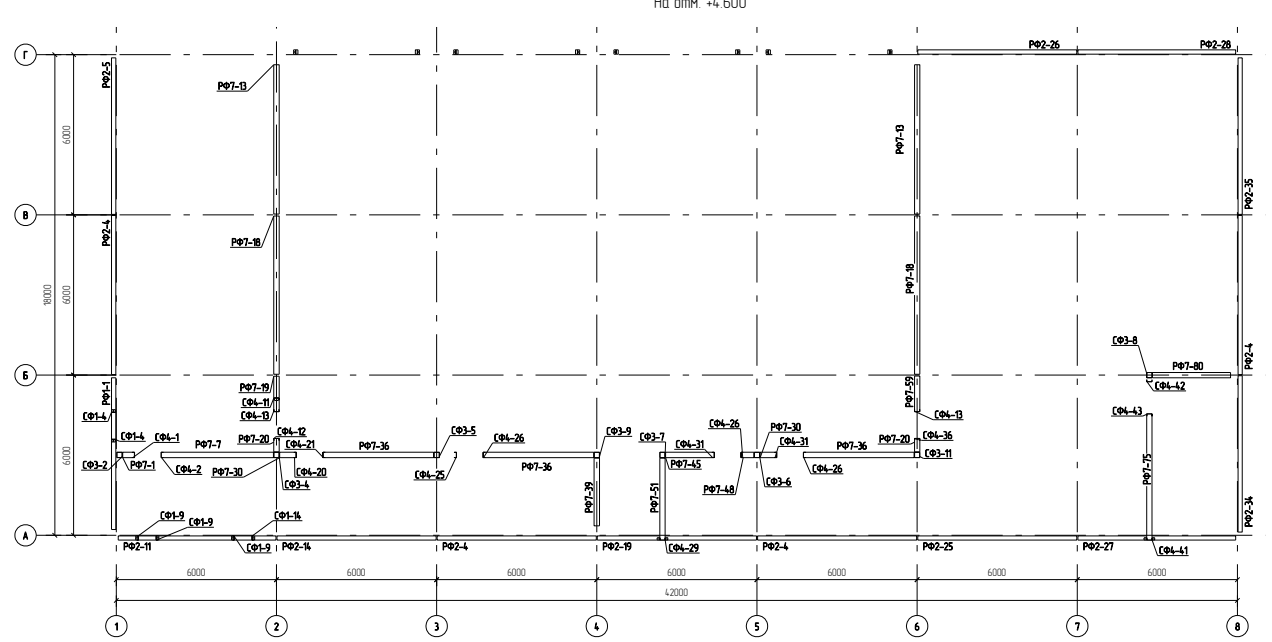 На отм. +4.600
Г
РФ2-26
РФ2-28
РФ2-5
РФ7-13
6000
РФ7-13
РФ2-35
В
РФ2-4
РФ7-18
18000
6000
РФ7-18
СФ3-8
РФ2-4
РФ7-80
Б
РФ1-1
РФ7-19
СФ4-11
СФ4-13
РФ7-59
СФ4-42
СФ1-4
СФ4-13
СФ4-43
СФ1-4
СФ4-1
РФ7-7
РФ7-20
СФ4-12
СФ4-21
РФ7-36
СФ3-5
СФ4-26
СФ3-9
СФ3-7
СФ4-31
СФ4-26
РФ7-30
СФ4-31
РФ7-36
РФ7-20
СФ4-36
СФ3-11
6000
СФ3-2
РФ7-1
СФ4-2
РФ7-30
СФ4-20
СФ3-4
СФ4-25
РФ7-36
РФ7-39
РФ7-45
РФ7-51
РФ7-48
СФ3-6
СФ4-26
РФ7-75
РФ2-34
СФ1-9
СФ1-9
СФ1-14
А
РФ2-11
СФ1-9
РФ2-14
РФ2-4
РФ2-19
СФ4-29
РФ2-4
РФ2-25
РФ2-27
СФ4-41
6000
6000
6000
6000
6000
6000
6000
42000
1
2
3
4
5
6
7
8